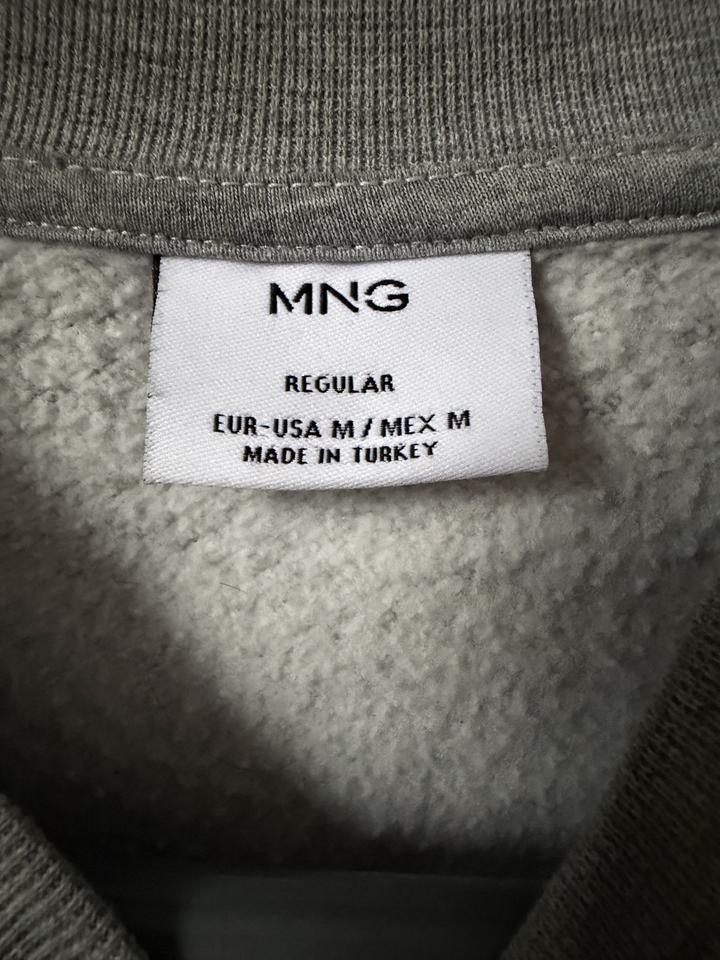 MNG
REGULAR
EUR-USA M / MEX M
MADE IN TURKEY